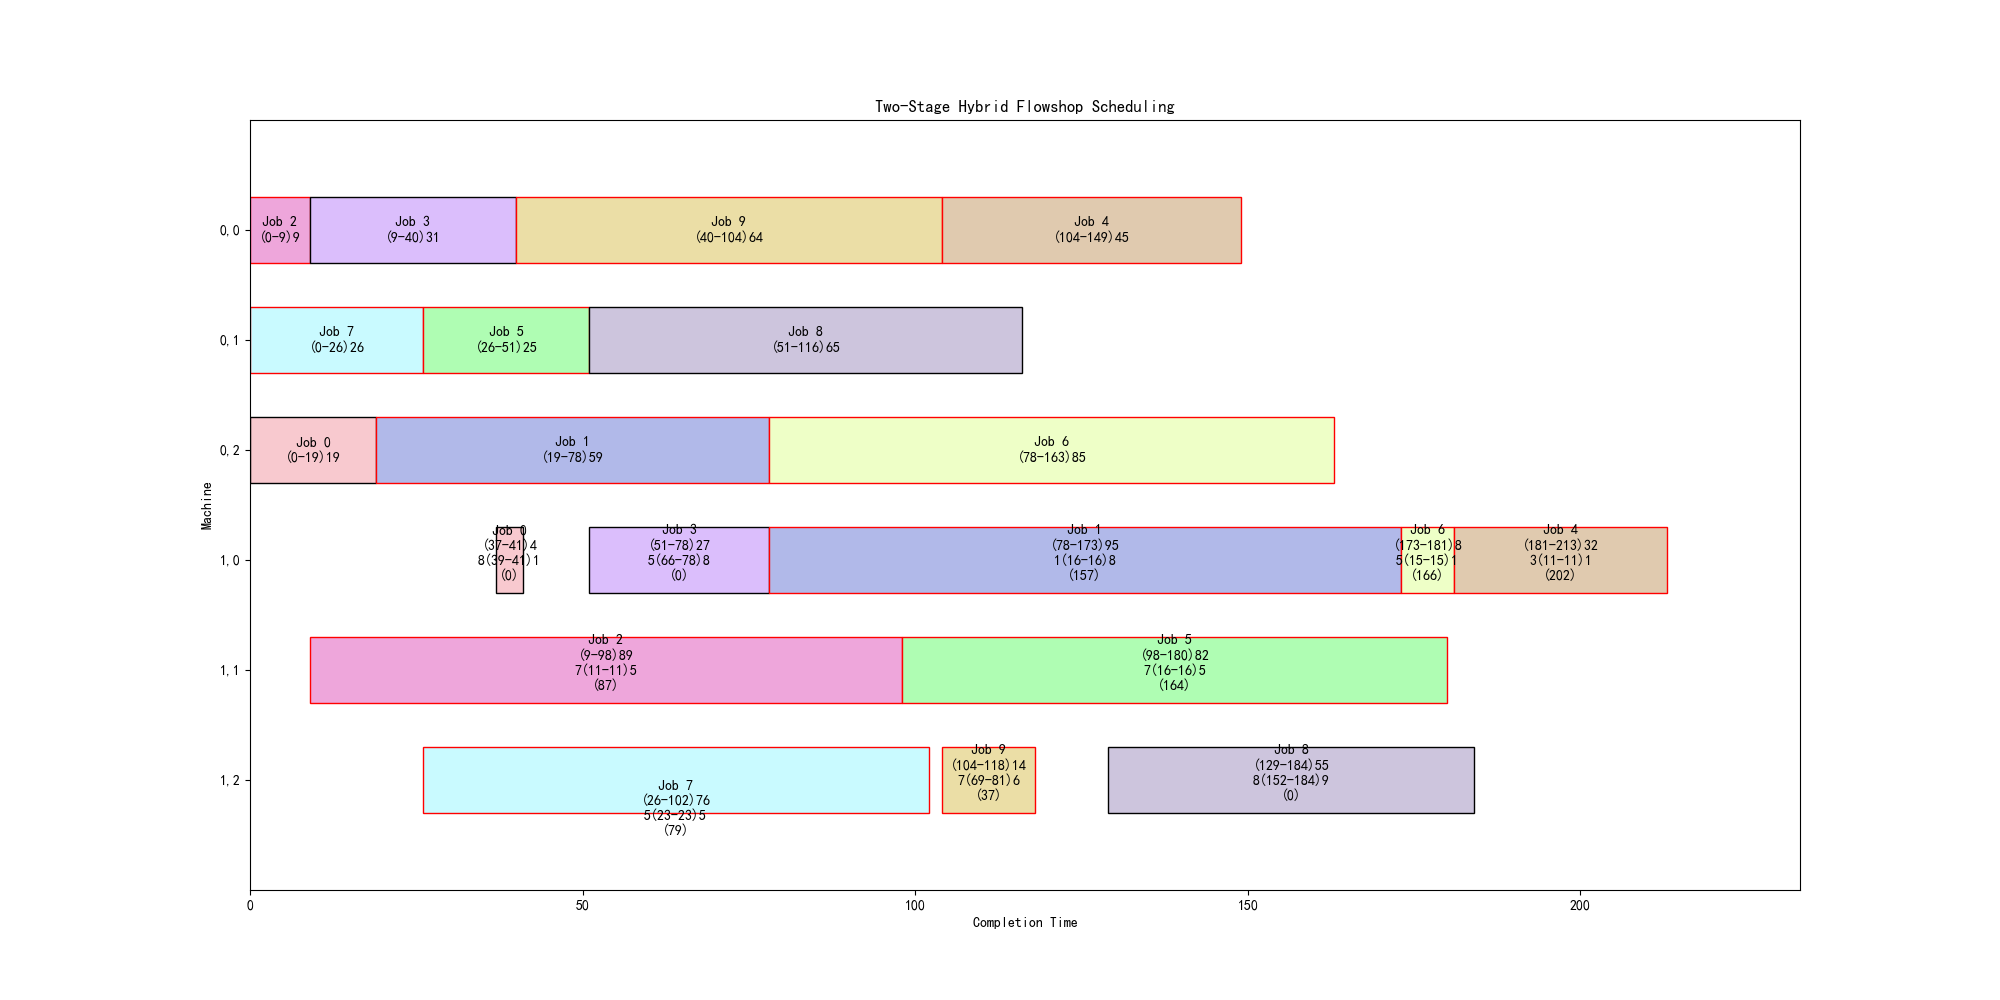 Two-Stage Hybrid Flowshop Scheduling
0,0
Job 2
(0-9)9
Job 3
(9-40)31
Job 9
(40-104)64
Job 4
(104-149)45
0,1
Job 7
(0-26)26
Job 5
(26-51)25
Job 8
(51-116)65
0,2
Job 0
(0-19)19
Job 1
(19-78)59
Job 6
(78-163)85
Machine
1,0
Job 0
(37-41)4
8(39-41)1
(0)
Job 3
(51-78)27
5(66-78)8
(0)
Job 1
(78-173)95
1(16-16)8
(157)
Job 6
(173-181)8
5(15-15)1
(166)
Job 4
(181-213)32
3(11-11)1
(202)
1,1
Job 2
(9-98)89
7(11-11)5
(87)
Job 5
(98-180)82
7(16-16)5
(164)
1,2
Job 7
(26-102)76
5(23-23)5
(79)
Job 9
(104-118)14
7(69-81)6
(37)
Job 8
(129-184)55
8(152-184)9
(0)
0
50
100
150
200
Completion Time